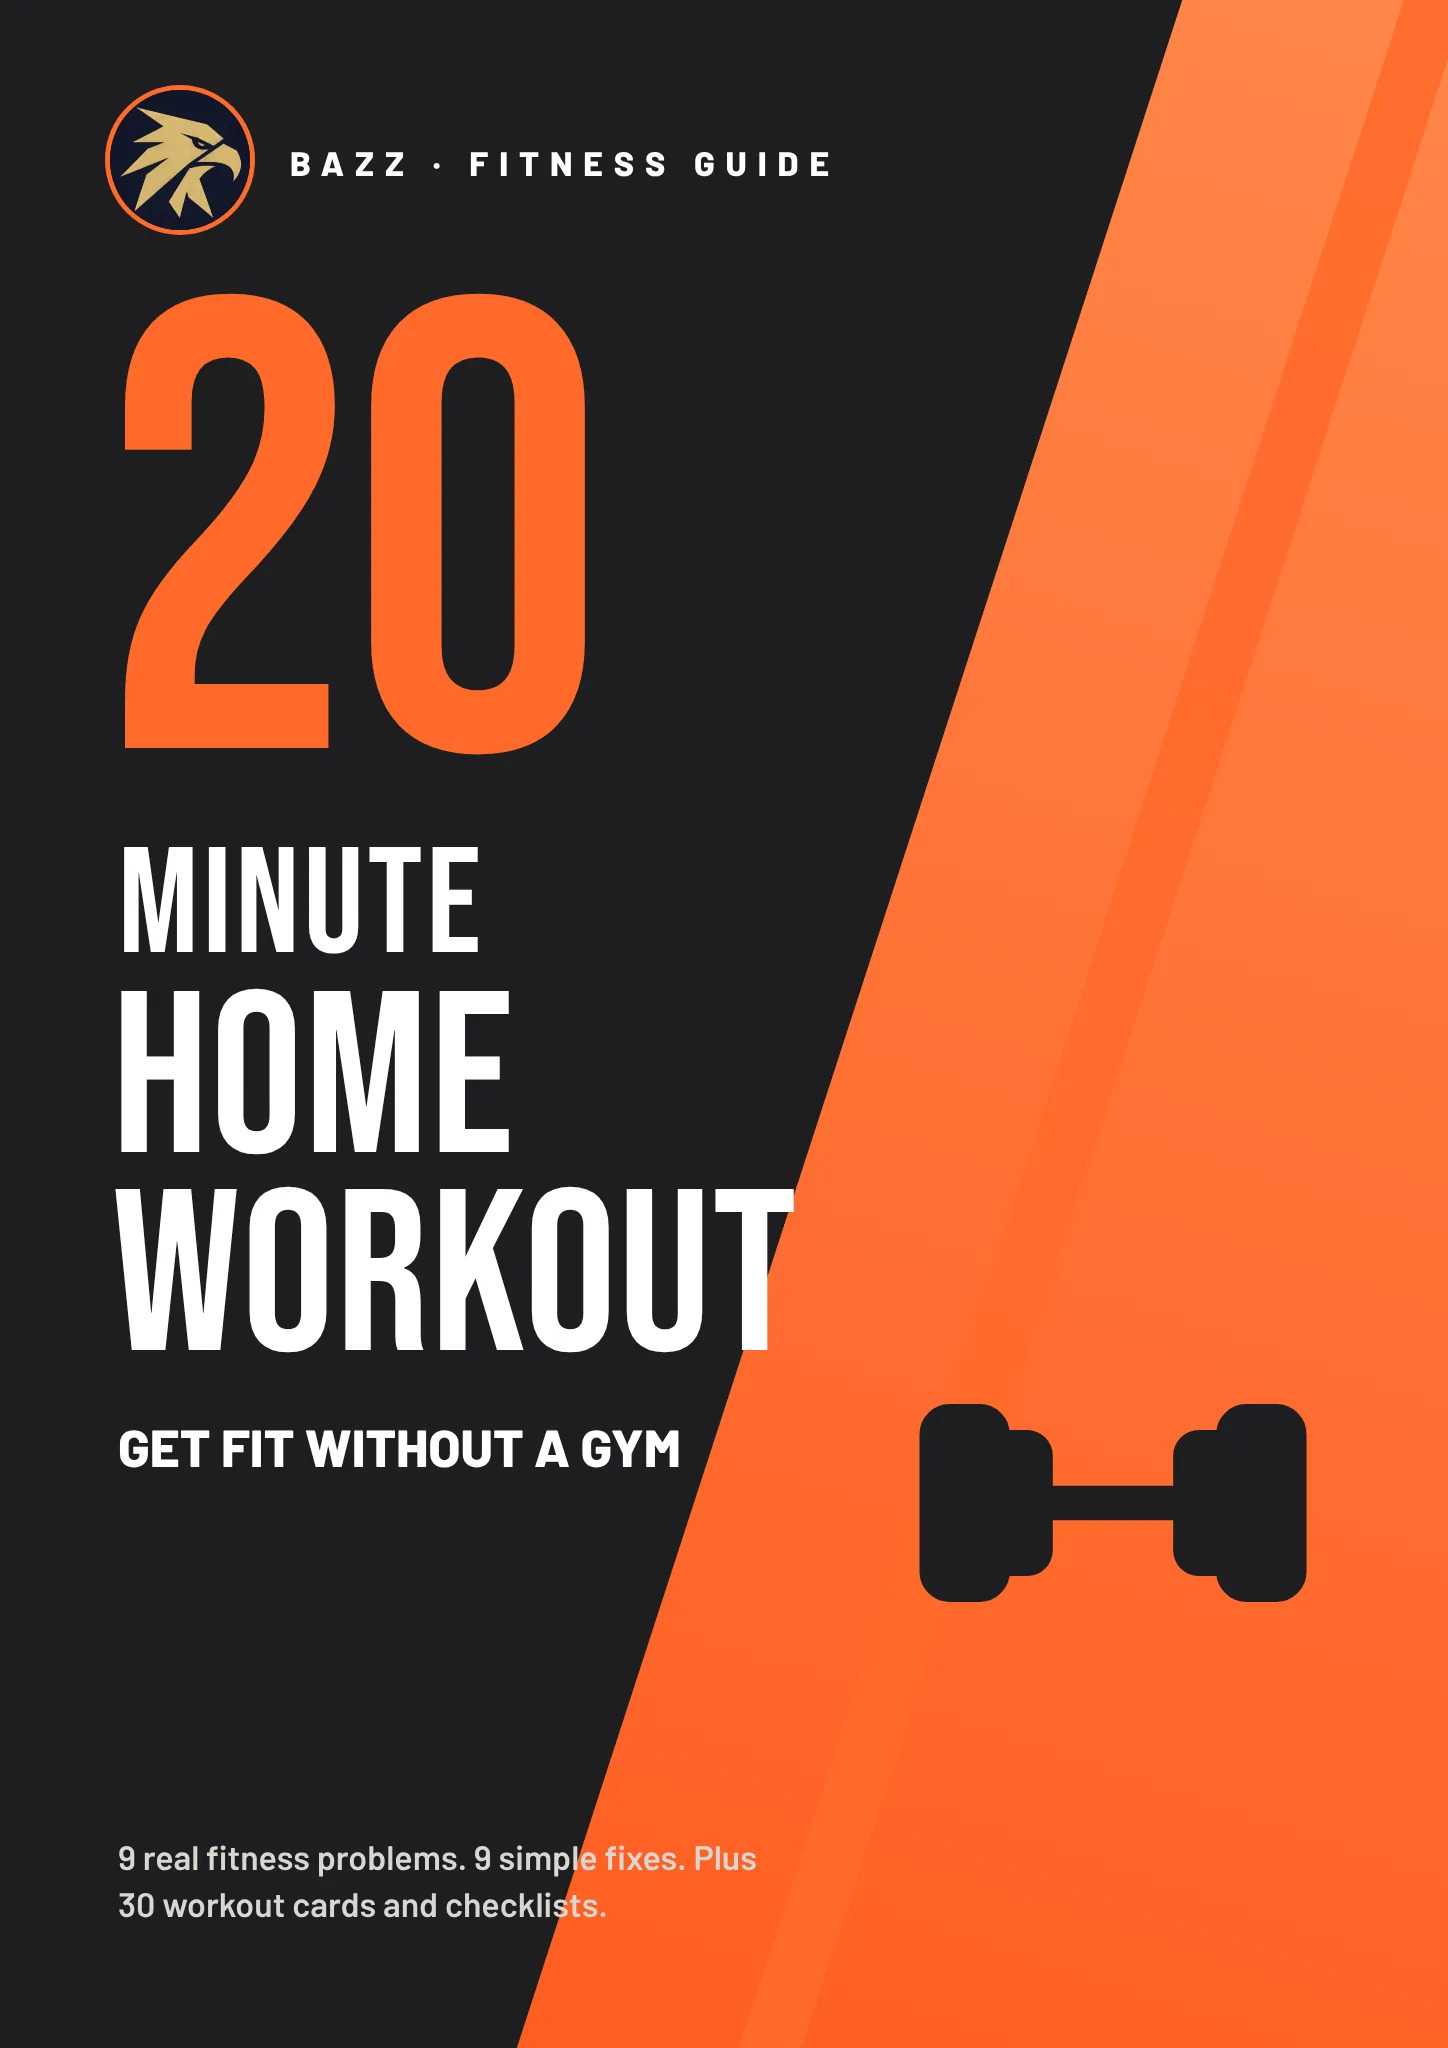 BAZZ · FITNESS GUIDE
20
MINUTE
HOME
WORKOUT
GET FIT WITHOUT A GYM
9 real fitness problems. 9 simple fixes. Plus
30 workout cards and checklists.